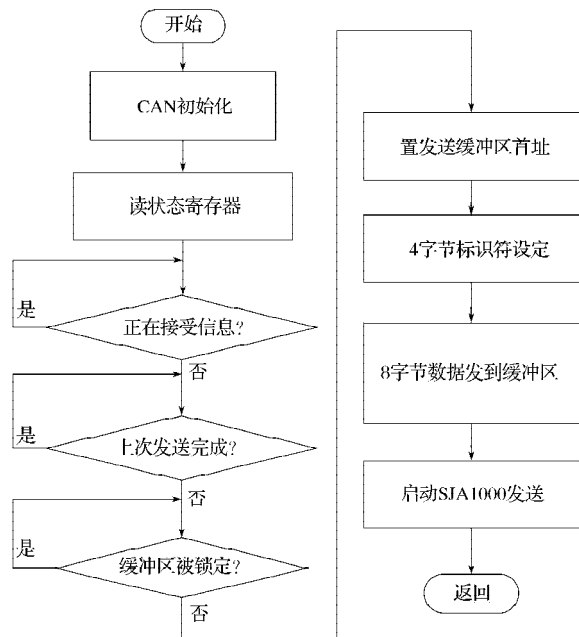 开始
CAN初始化
读状态寄存器
正在接受信息?
是
否
上次发送完成?
是
否
缓冲区被锁定?
是
否
置发送缓冲区首址
4字节标识符设定
8字节数据发到缓冲区
启动SJA1000发送
返回